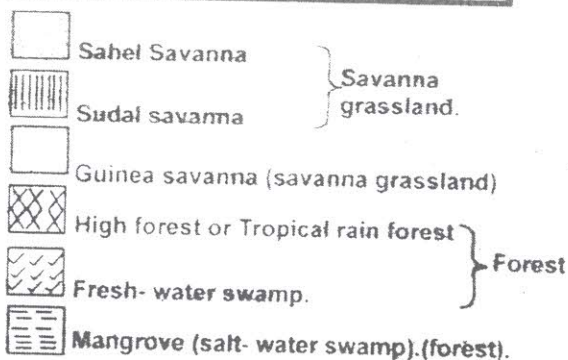 Sahel Savanna
Savanna
grassland.
Sudal savanna
Guinea savanna (savanna grassland)
High forest or Tropical rain forest
Forest
Fresh- water swamp.
Mangrove (salt- water swamp).(forest).